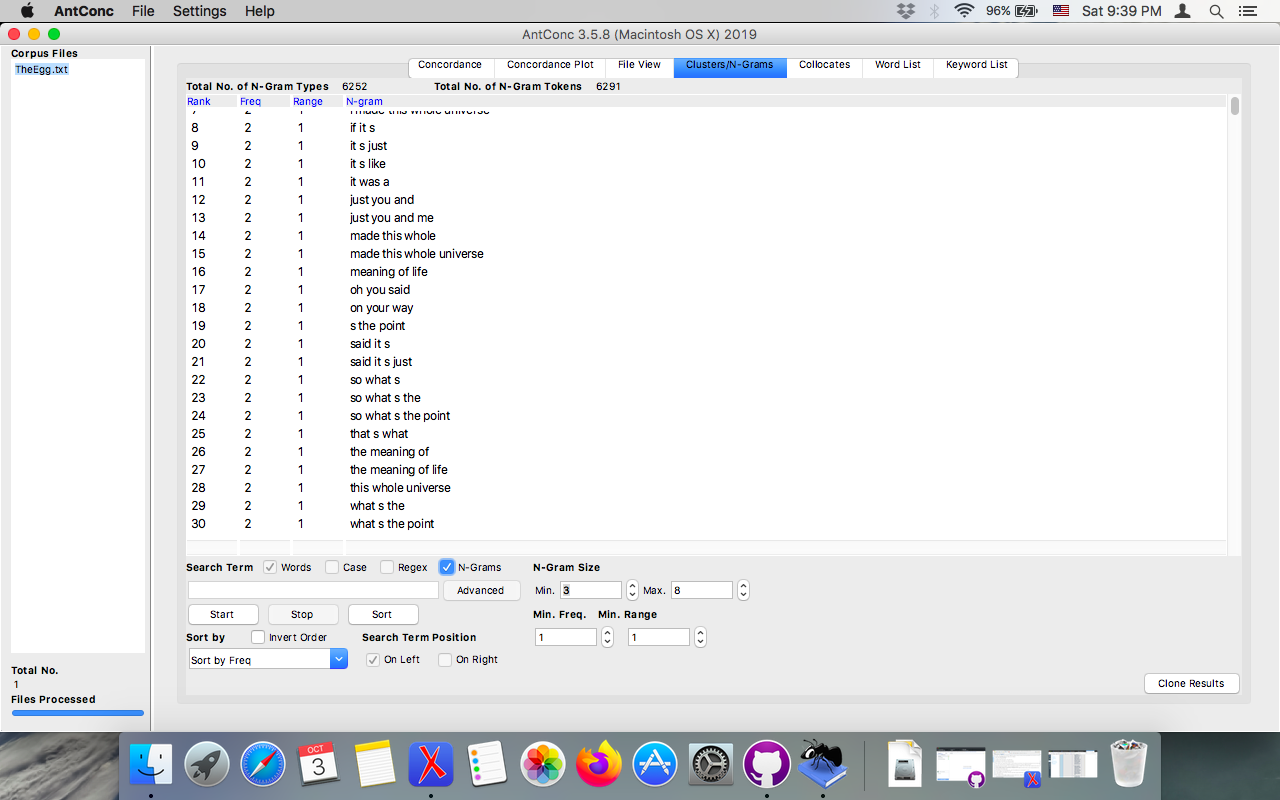 AntConc File Settings Help 96% Sat 9:39 PM
AntConc 3.5.8 (Macintosh OS X) 2019
Corpus Files
TheEgg.txt
Concordance Concordance Plot File View Clusters/N-Grams Collocates Word List Keyword List
Total No. of N-Gram Types 6252 Total No. of N-Gram Tokens 6291
Rank Freq Range N-gram
7 2 1 i made this whole universe
8 2 1 if it s
9 2 1 it s just
10 2 1 it s like
11 2 1 it was a
12 2 1 just you and
13 2 1 just you and me
14 2 1 made this whole
15 2 1 made this whole universe
16 2 1 meaning of life
17 2 1 oh you said
18 2 1 on your way
19 2 1 s the point
20 2 1 said it s
21 2 1 said it s just
22 2 1 so what s
23 2 1 so what s the
24 2 1 so what s the point
25 2 1 that s what
26 2 1 the meaning of
27 2 1 the meaning of life
28 2 1 this whole universe
29 2 1 what s the
30 2 1 what s the point
Search Term Words Case Regex N-Grams N-Gram Size
Advanced Min. 3 Max. 8
Start Stop Sort Min. Freq. Min. Range
1 1
Sort by Invert Order Search Term Position
Sort by Freq On Left On Right
Total No.
1
Files Processed
Clone Results
OCT
3